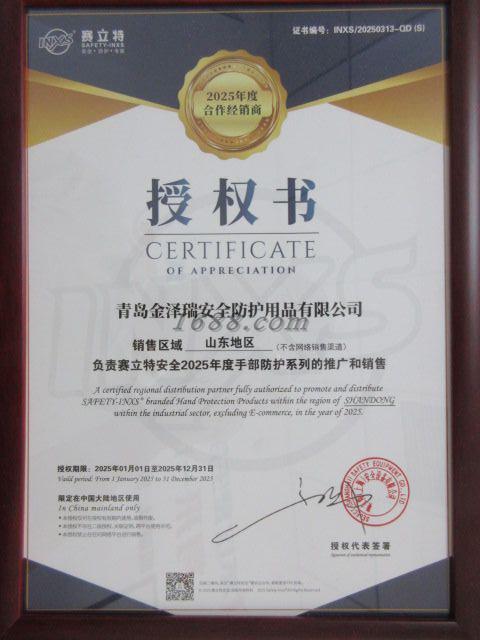 INXS
赛立特
SAFETY-INXS
安全·防护·专家
证书编号：INXS/20250313-QD (S)
2025年度
合作经销商
授权书
CERTIFICATE
OF APPRECIATION
青岛金泽瑞安全防护用品有限公司
1688.com
销售区域 山东地区 （不含网络销售渠道）
负责赛立特安全2025年度手部防护系列的推广和销售
A certified regional distribution partner fully authorized to promote and distribute
SAFETY-INXS® branded Hand Protection Products within the region of SHANDONG
within the industrial sector, excluding E-commerce, in the year of 2025.
授权期限：2025年01月01日至2025年12月31日
Valid period: From 1 January 2025 to 31 December 2025
限定在中国大陆地区使用
In China mainland only
授权代表签署